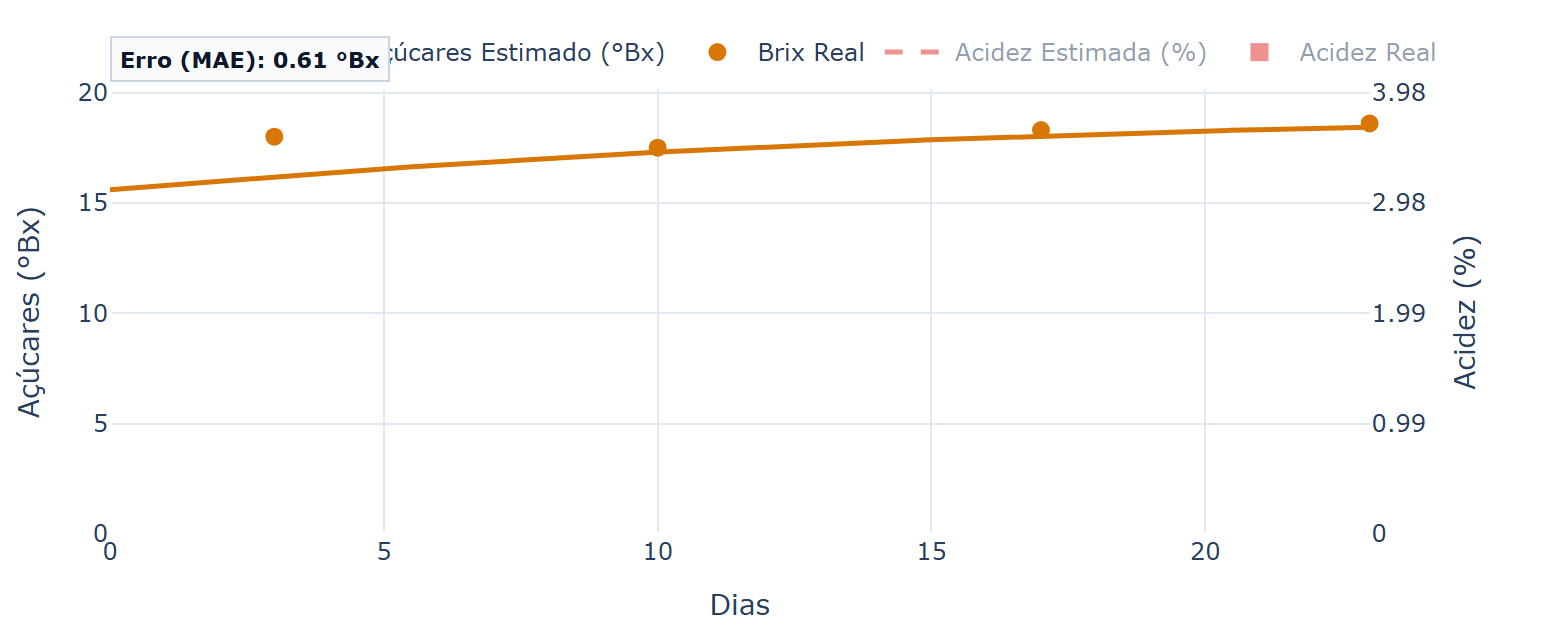 Erro (MAE): 0.61 °Bx
çúcares Estimado (°Bx)
Brix Real
Acidez Estimada (%)
Acidez Real
20
15
10
5
0
Açúcares (°Bx)
3.98
2.98
1.99
0.99
0
Acidez (%)
0
5
10
15
20
Dias